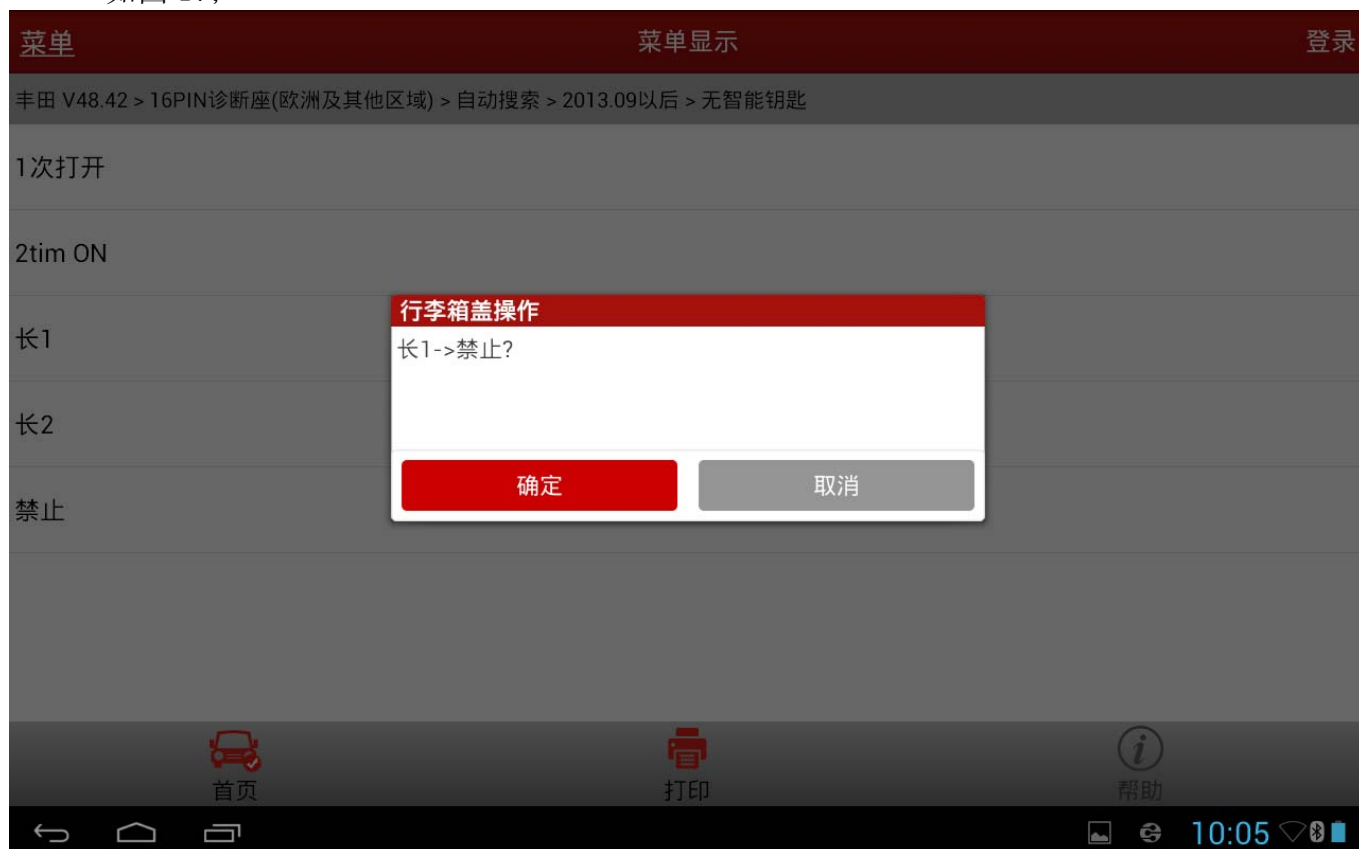 菜单 菜单显示 登录
丰田 V48.42 > 16PIN诊断座(欧洲及其他区域) > 自动搜索 > 2013.09以后 > 无智能钥匙
1次打开
2tim ON
行李箱盖操作
长1
长1->禁止?
长2
确定 取消
禁止
首页 打印 帮助
10:05